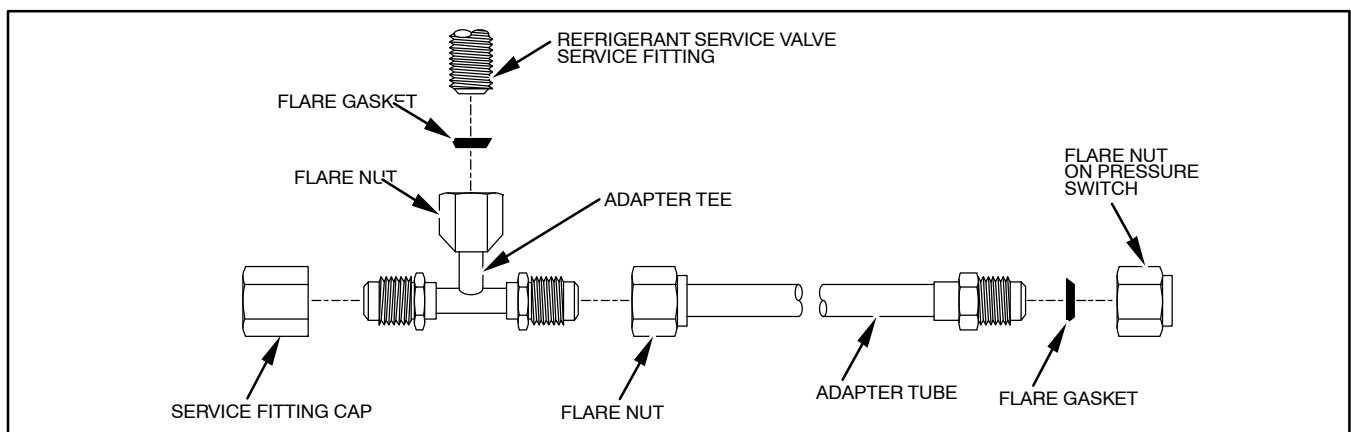 REFRIGERANT SERVICE VALVE
SERVICE FITTING
FLARE GASKET
FLARE NUT
ADAPTER TEE
FLARE NUT
ON PRESSURE
SWITCH
SERVICE FITTING CAP
FLARE NUT
ADAPTER TUBE
FLARE GASKET